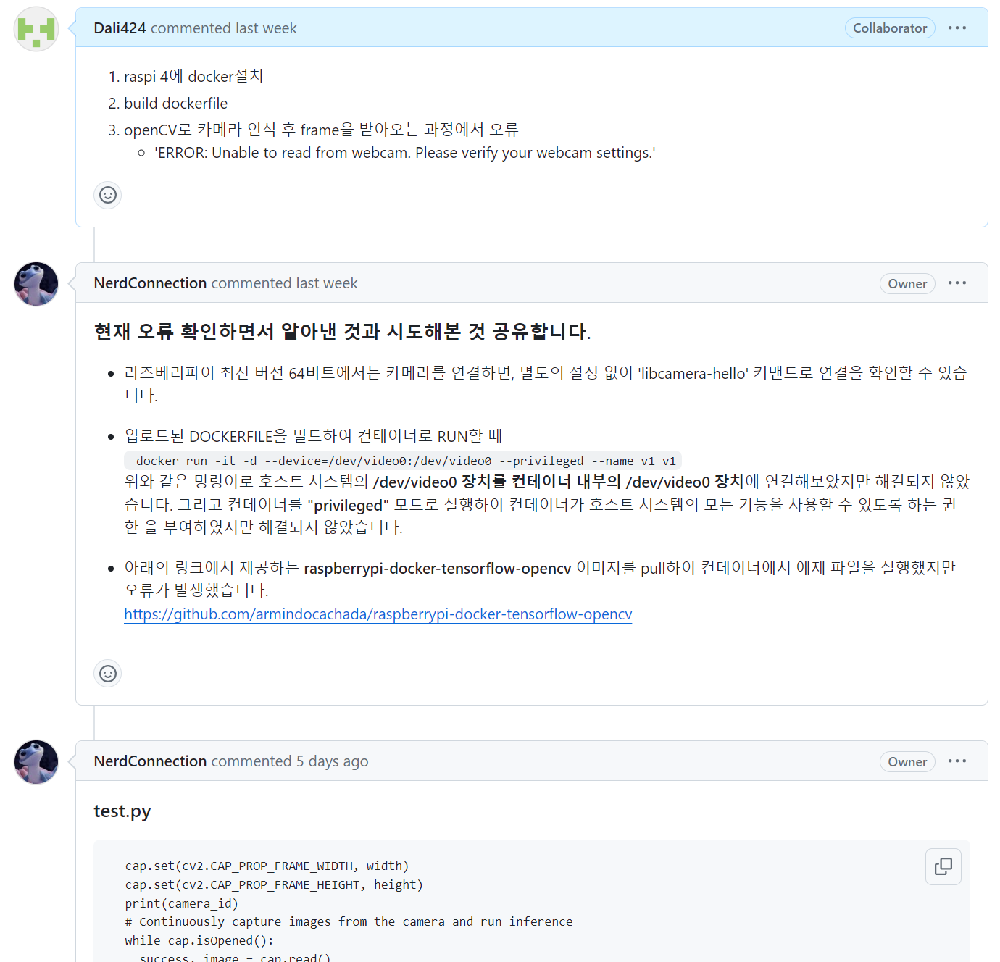 Dali424 commented last week
Collaborator
1. raspi 4에 docker설치
2. build dockerfile
3. openCV로 카메라 인식 후 frame을 받아오는 과정에서 오류
'ERROR: Unable to read from webcam. Please verify your webcam settings.'
NerdConnection commented last week
Owner
현재 오류 확인하면서 알아낸 것과 시도해본 것 공유합니다.
라즈베리파이 최신 버전 64비트에서는 카메라를 연결하면, 별도의 설정 없이 'libcamera-hello' 커맨드로 연결을 확인할 수 있습
니다.
업로드된 DOCKERFILE을 빌드하여 컨테이너로 RUN할 때
docker run -it -d --device=/dev/video0:/dev/video0 --privileged --name v1 v1
위와 같은 명령어로 호스트 시스템의 /dev/video0 장치를 컨테이너 내부의 /dev/video0 장치에 연결해보았지만 해결되지 않았
습니다. 그리고 컨테이너를 "privileged" 모드로 실행하여 컨테이너가 호스트 시스템의 모든 기능을 사용할 수 있도록 하는 권
한 을 부여하였지만 해결되지 않았습니다.
아래의 링크에서 제공하는 raspberrypi-docker-tensorflow-opencv 이미지를 pull하여 컨테이너에서 예제 파일을 실행했지만
오류가 발생했습니다.
https://github.com/armindocachada/raspberrypi-docker-tensorflow-opencv
NerdConnection commented 5 days ago
Owner
test.py
cap.set(cv2.CAP_PROP_FRAME_WIDTH, width)
cap.set(cv2.CAP_PROP_FRAME_HEIGHT, height)
print(camera_id)
# Continuously capture images from the camera and run inference
while cap.isOpened():
success, image = cap.read()